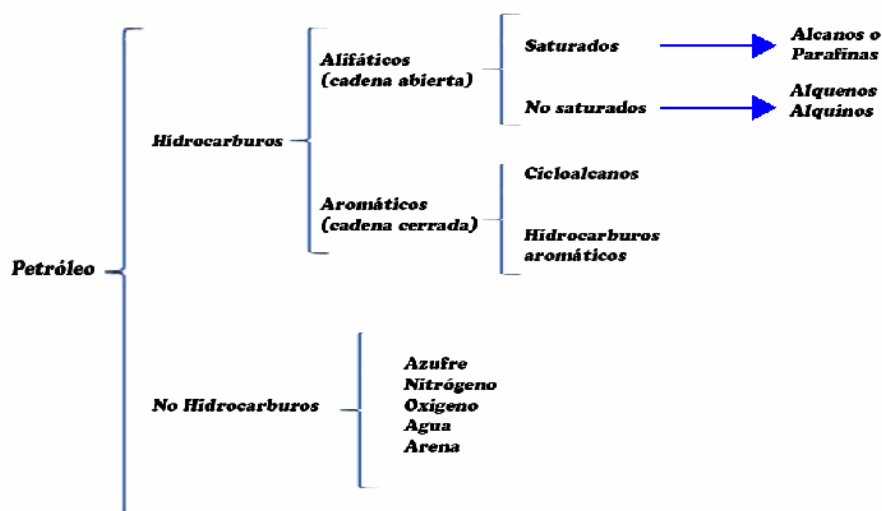 Petróleo
Hidrocarburos
Alifáticos
(cadena abierta)
Saturados
Alcanos o
Parafinas
No saturados
Alquenos
Alquinos
Aromáticos
(cadena cerrada)
Cicloalcanos
Hidrocarburos
aromáticos
No Hidrocarburos
Azufre
Nitrógeno
Oxígeno
Agua
Arena